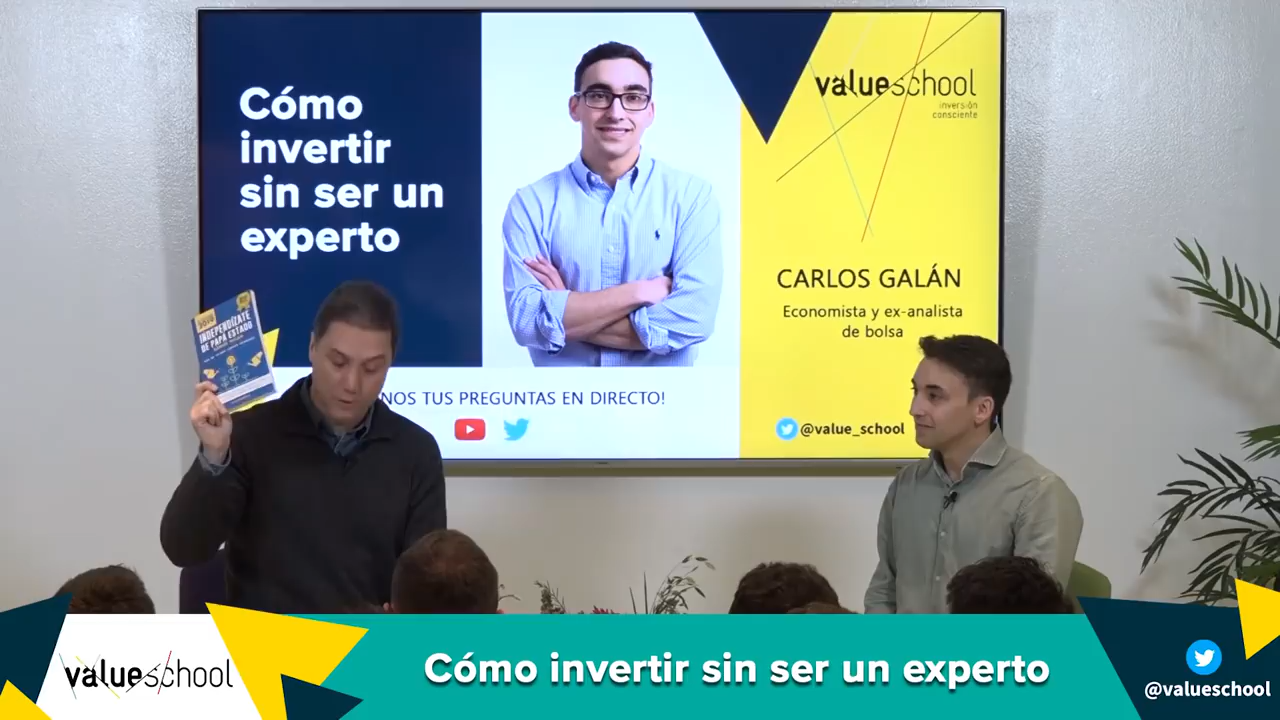 Cómo
invertir
sin ser un
experto
valueschool
inversión
consciente
CARLOS GALÁN
Economista y ex-analista
de bolsa
NOS TUS PREGUNTAS EN DIRECTO!
@value_school
INDEPENDÍZATE
DE PAPÁ ESTADO
valueschool
Cómo invertir sin ser un experto
@valueschool